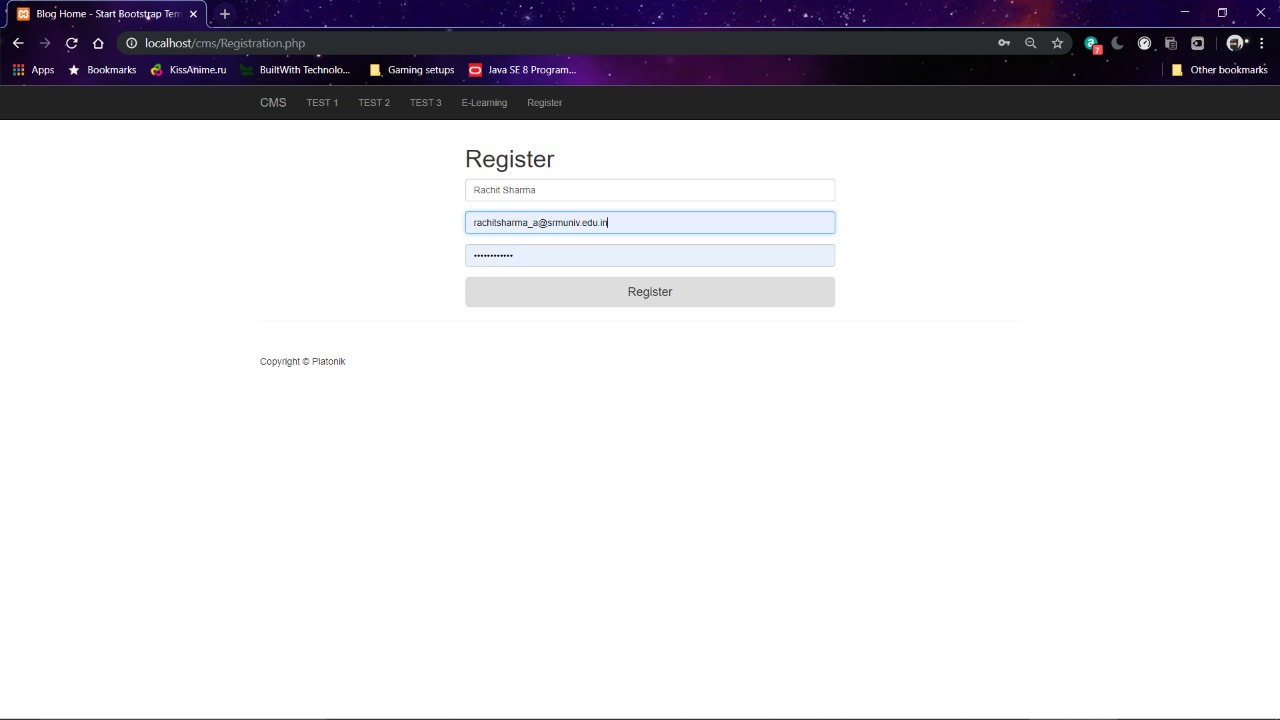 Blog Home - Start Bootstrap Tem
localhost/cms/Registration.php
7
Apps Bookmarks KissAnime.ru BuiltWith Technolo... Gaming setups Java SE 8 Program... Other bookmarks
CMS TEST 1 TEST 2 TEST 3 E-Learning Register
Register
Rachit Sharma
rachitsharma_a@srmuniv.edu.in
••••••••••••
Register
Copyright © Platonik